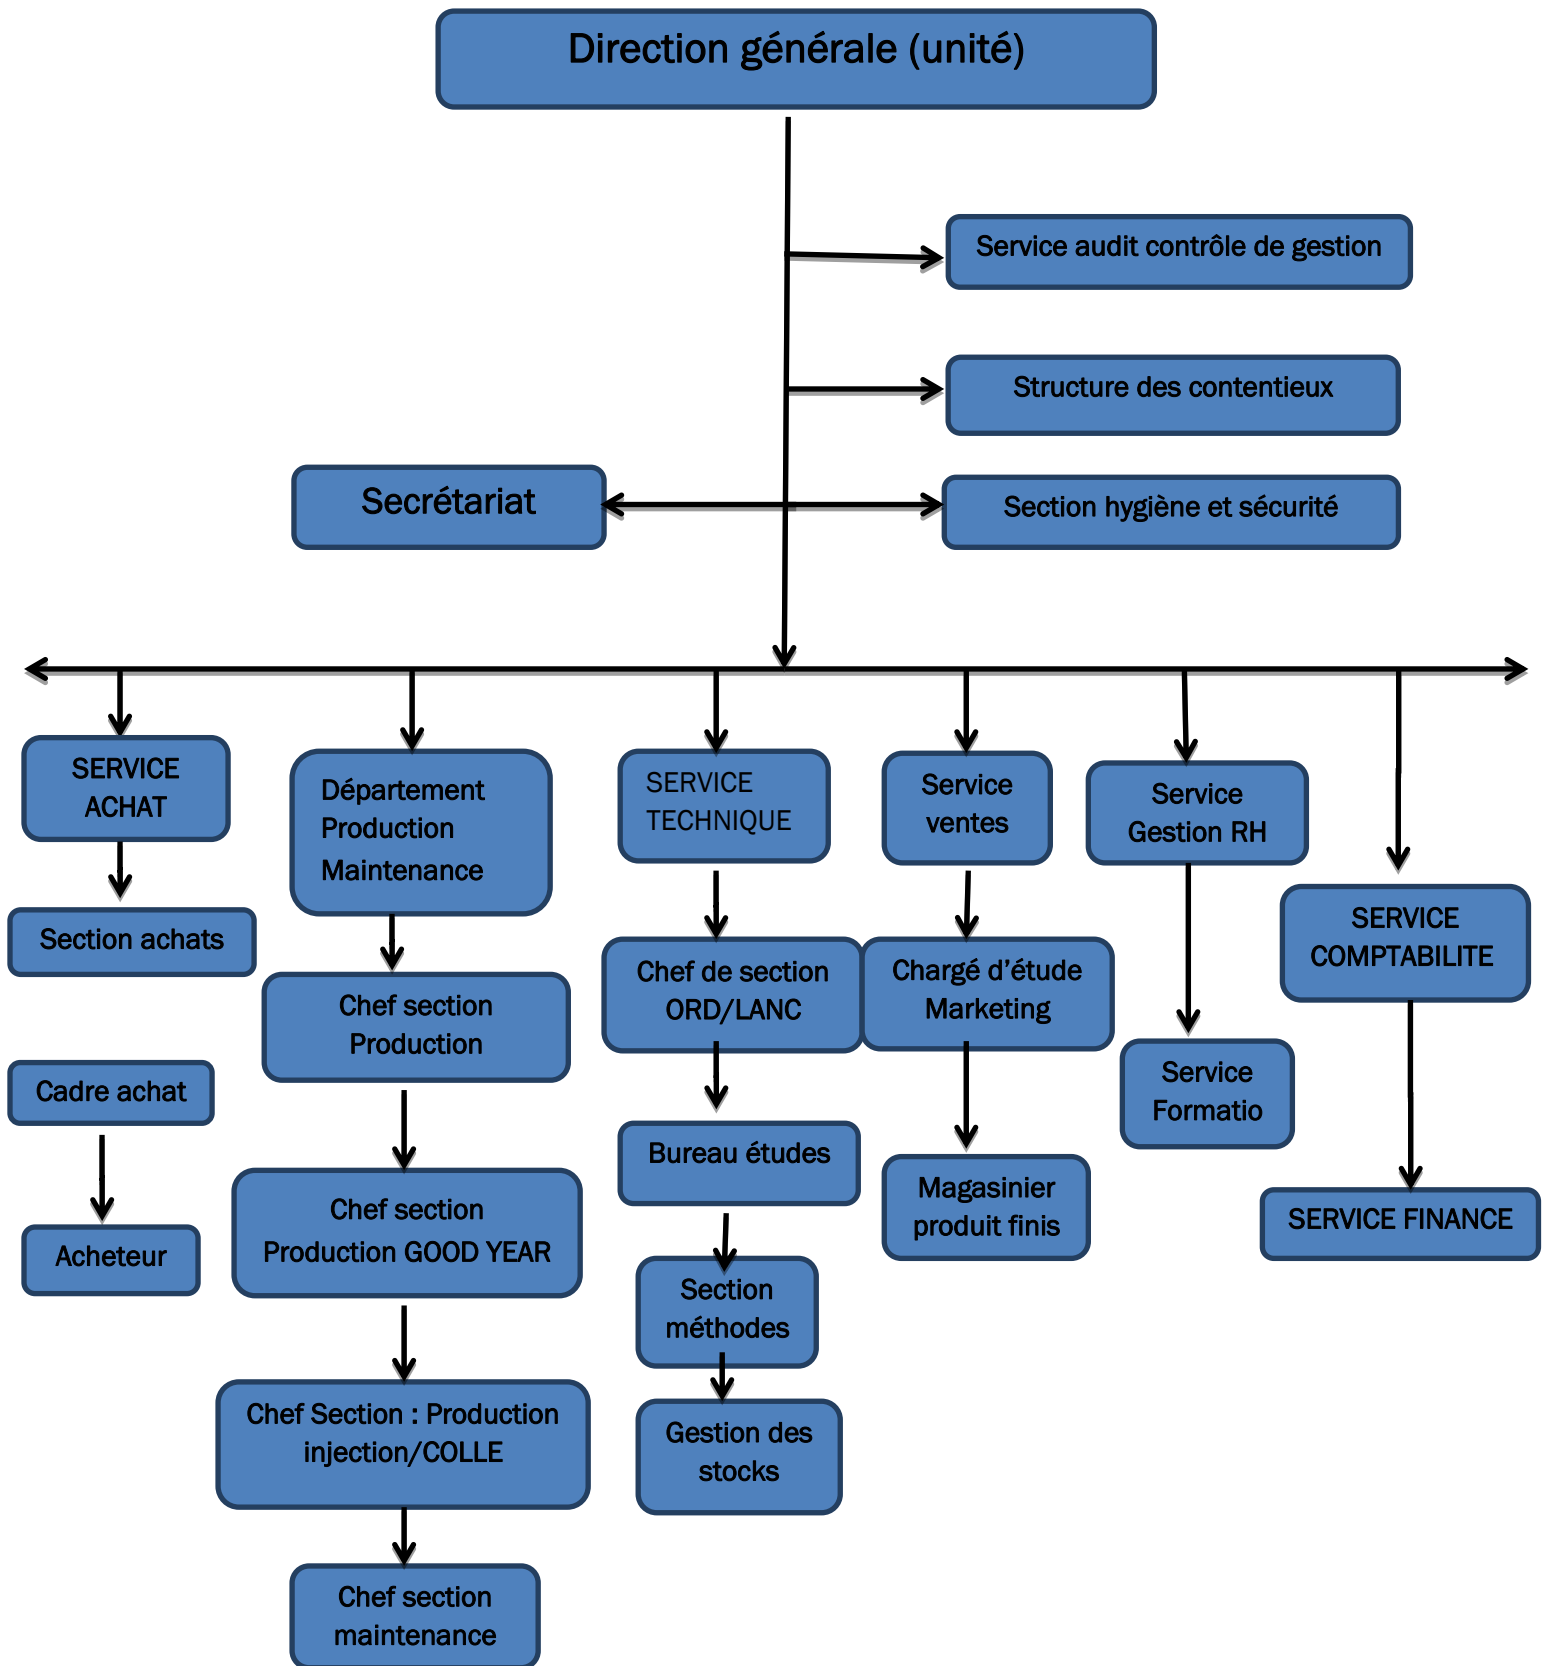 Direction générale (unité)
Service audit contrôle de gestion
Structure des contentieux
Secrétariat
Section hygiène et sécurité
SERVICE
ACHAT
Section achats
Cadre achat
Acheteur
Département
Production
Maintenance
Chef section
Production
Chef section
Production GOOD YEAR
Chef Section : Production
injection/COLLE
Chef section
maintenance
SERVICE
TECHNIQUE
Chef de section
ORD/LANC
Bureau études
Section
méthodes
Gestion des
stocks
Service
ventes
Chargé d’étude
Marketing
Magasinier
produit finis
Service
Gestion RH
Service
Formatio
SERVICE
COMPTABILITE
SERVICE FINANCE